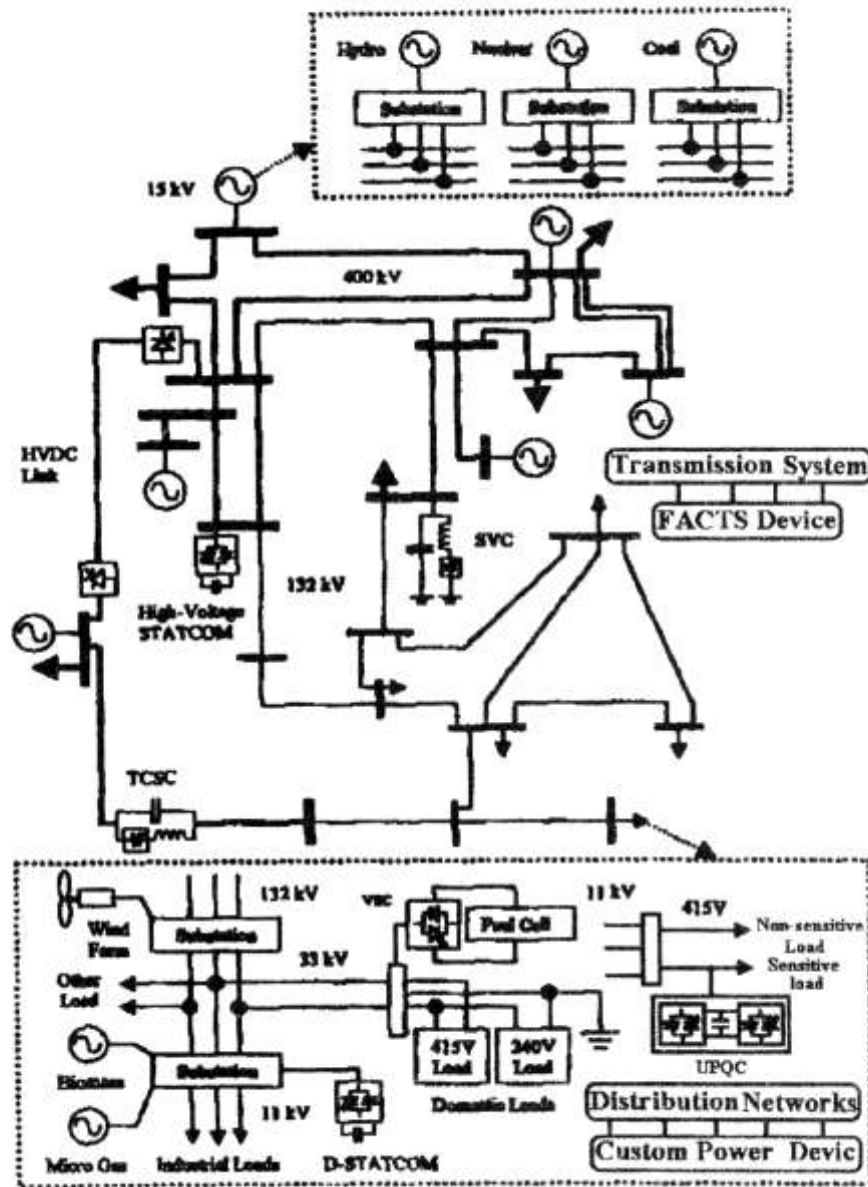 Hydro
Nuclear
Coal
Substation
Substation
Substation
15 kV
400 kV
HVDC
Link
Transmission System
FACTS Device
SVC
132 kV
High-Voltage
STATCOM
TCSC
132 kV
VSC
11 kV
415V
Wind
Farm
Substation
Fuel Cell
Non-sensitive
Load
Sensitive
load
33 kV
Other
Load
415V
Load
240V
Load
UPQC
Biomass
Substation
Domestic Loads
Distribution Networks
11 kV
Custom Power Devic
Micro Gas
Industrial Loads
D-STATCOM